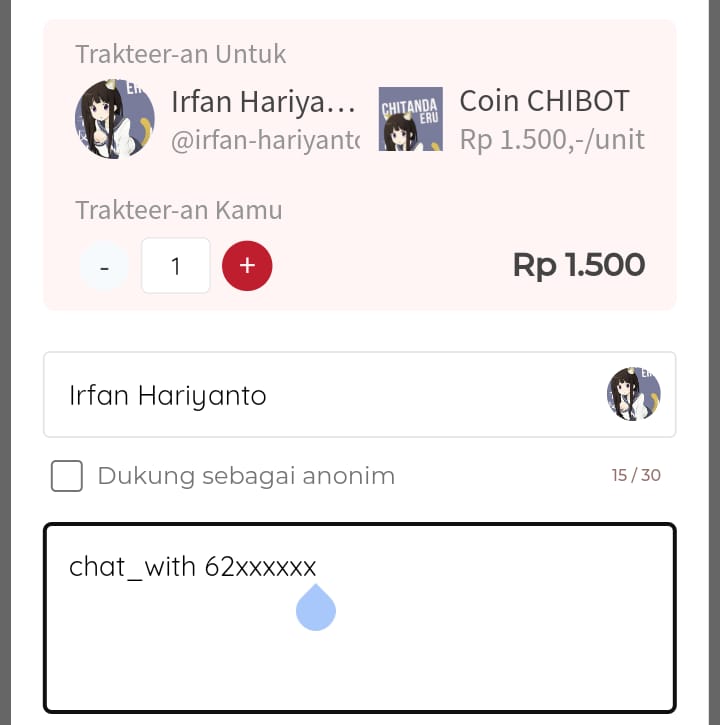 Trakteer-an Untuk
Irfan Hariya...
@irfan-hariyanto
CHITANDA
ERU
Coin CHIBOT
Rp 1.500,-/unit
Trakteer-an Kamu
- 1 +
Rp 1.500
Irfan Hariyanto
Dukung sebagai anonim
15 / 30
chat_with 62xxxxxx